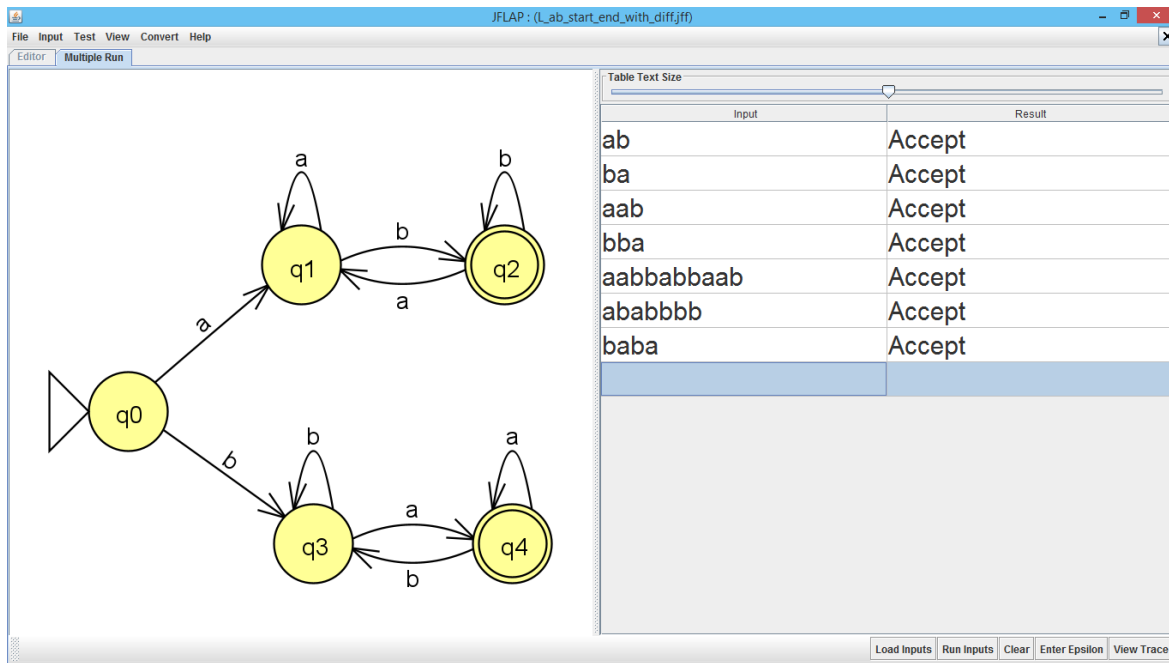 JFLAP : (L_ab_start_end_with_diff.jff)
File Input Test View Convert Help
Editor Multiple Run
Table Text Size
Input Result
ab Accept
ba Accept
aab Accept
bba Accept
aabbabbaab Accept
ababbbb Accept
baba Accept
a b
b
q1 q2
a
a
q0
b
b a
a
q3 q4
b
Load Inputs Run Inputs Clear Enter Epsilon View Trace